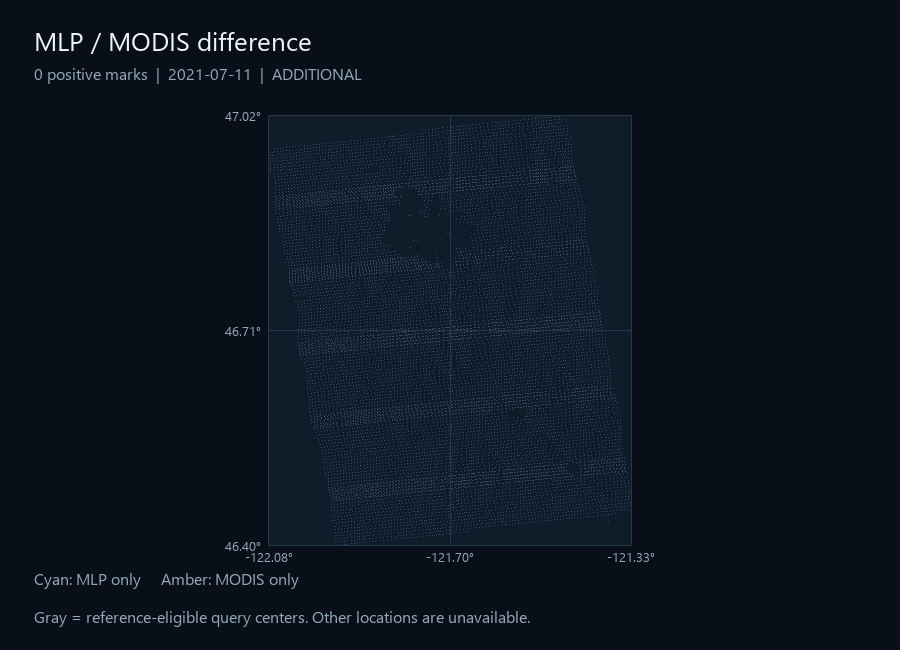 MLP / MODIS difference
0 positive marks | 2021-07-11 | ADDITIONAL
47.02°
46.71°
46.40°
-122.08° -121.70° -121.33°
Cyan: MLP only Amber: MODIS only
Gray = reference-eligible query centers. Other locations are unavailable.